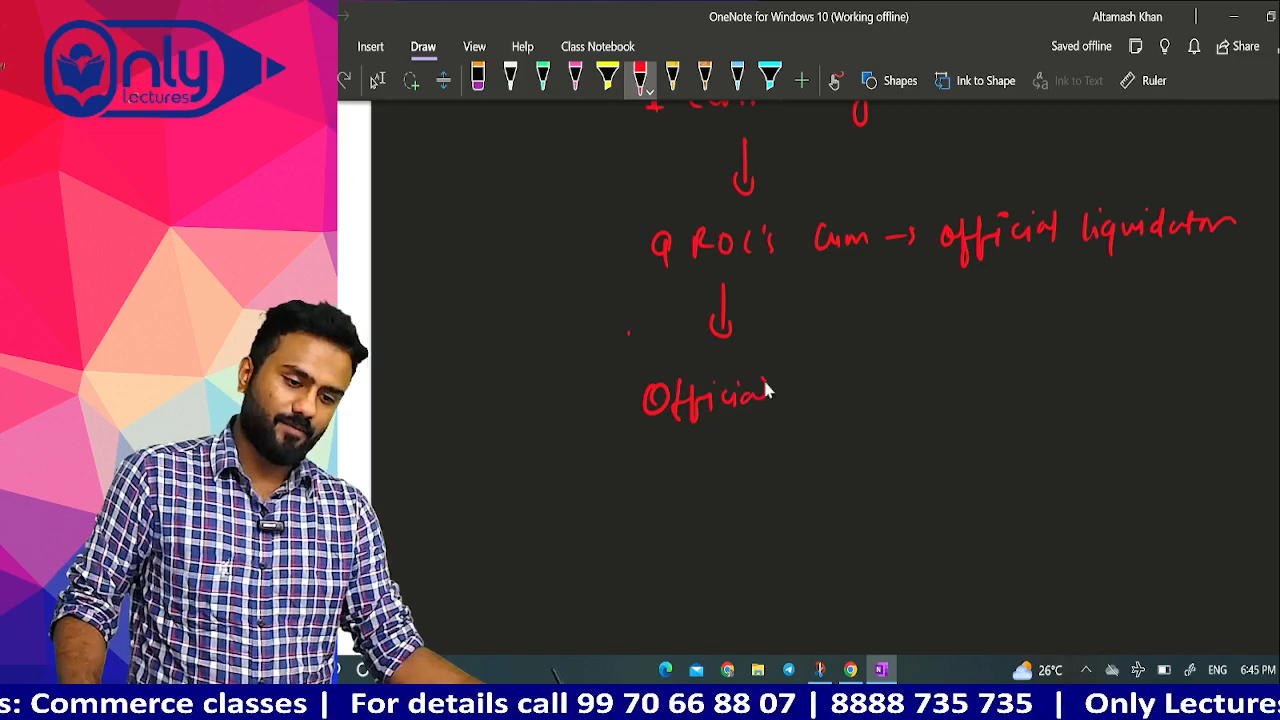 OneNote for Windows 10 (Working offline)
Altamash Khan
Insert Draw View Help Class Notebook
Saved offline
Share
Shapes
Ink to Shape
Ink to Text
Ruler
Only
lectures
9 ROC's Cum → Official liquidator
Official
26°C
ENG
6:45 PM
s: Commerce classes | For details call 99 70 66 88 07 | 8888 735 735 | Only Lectures